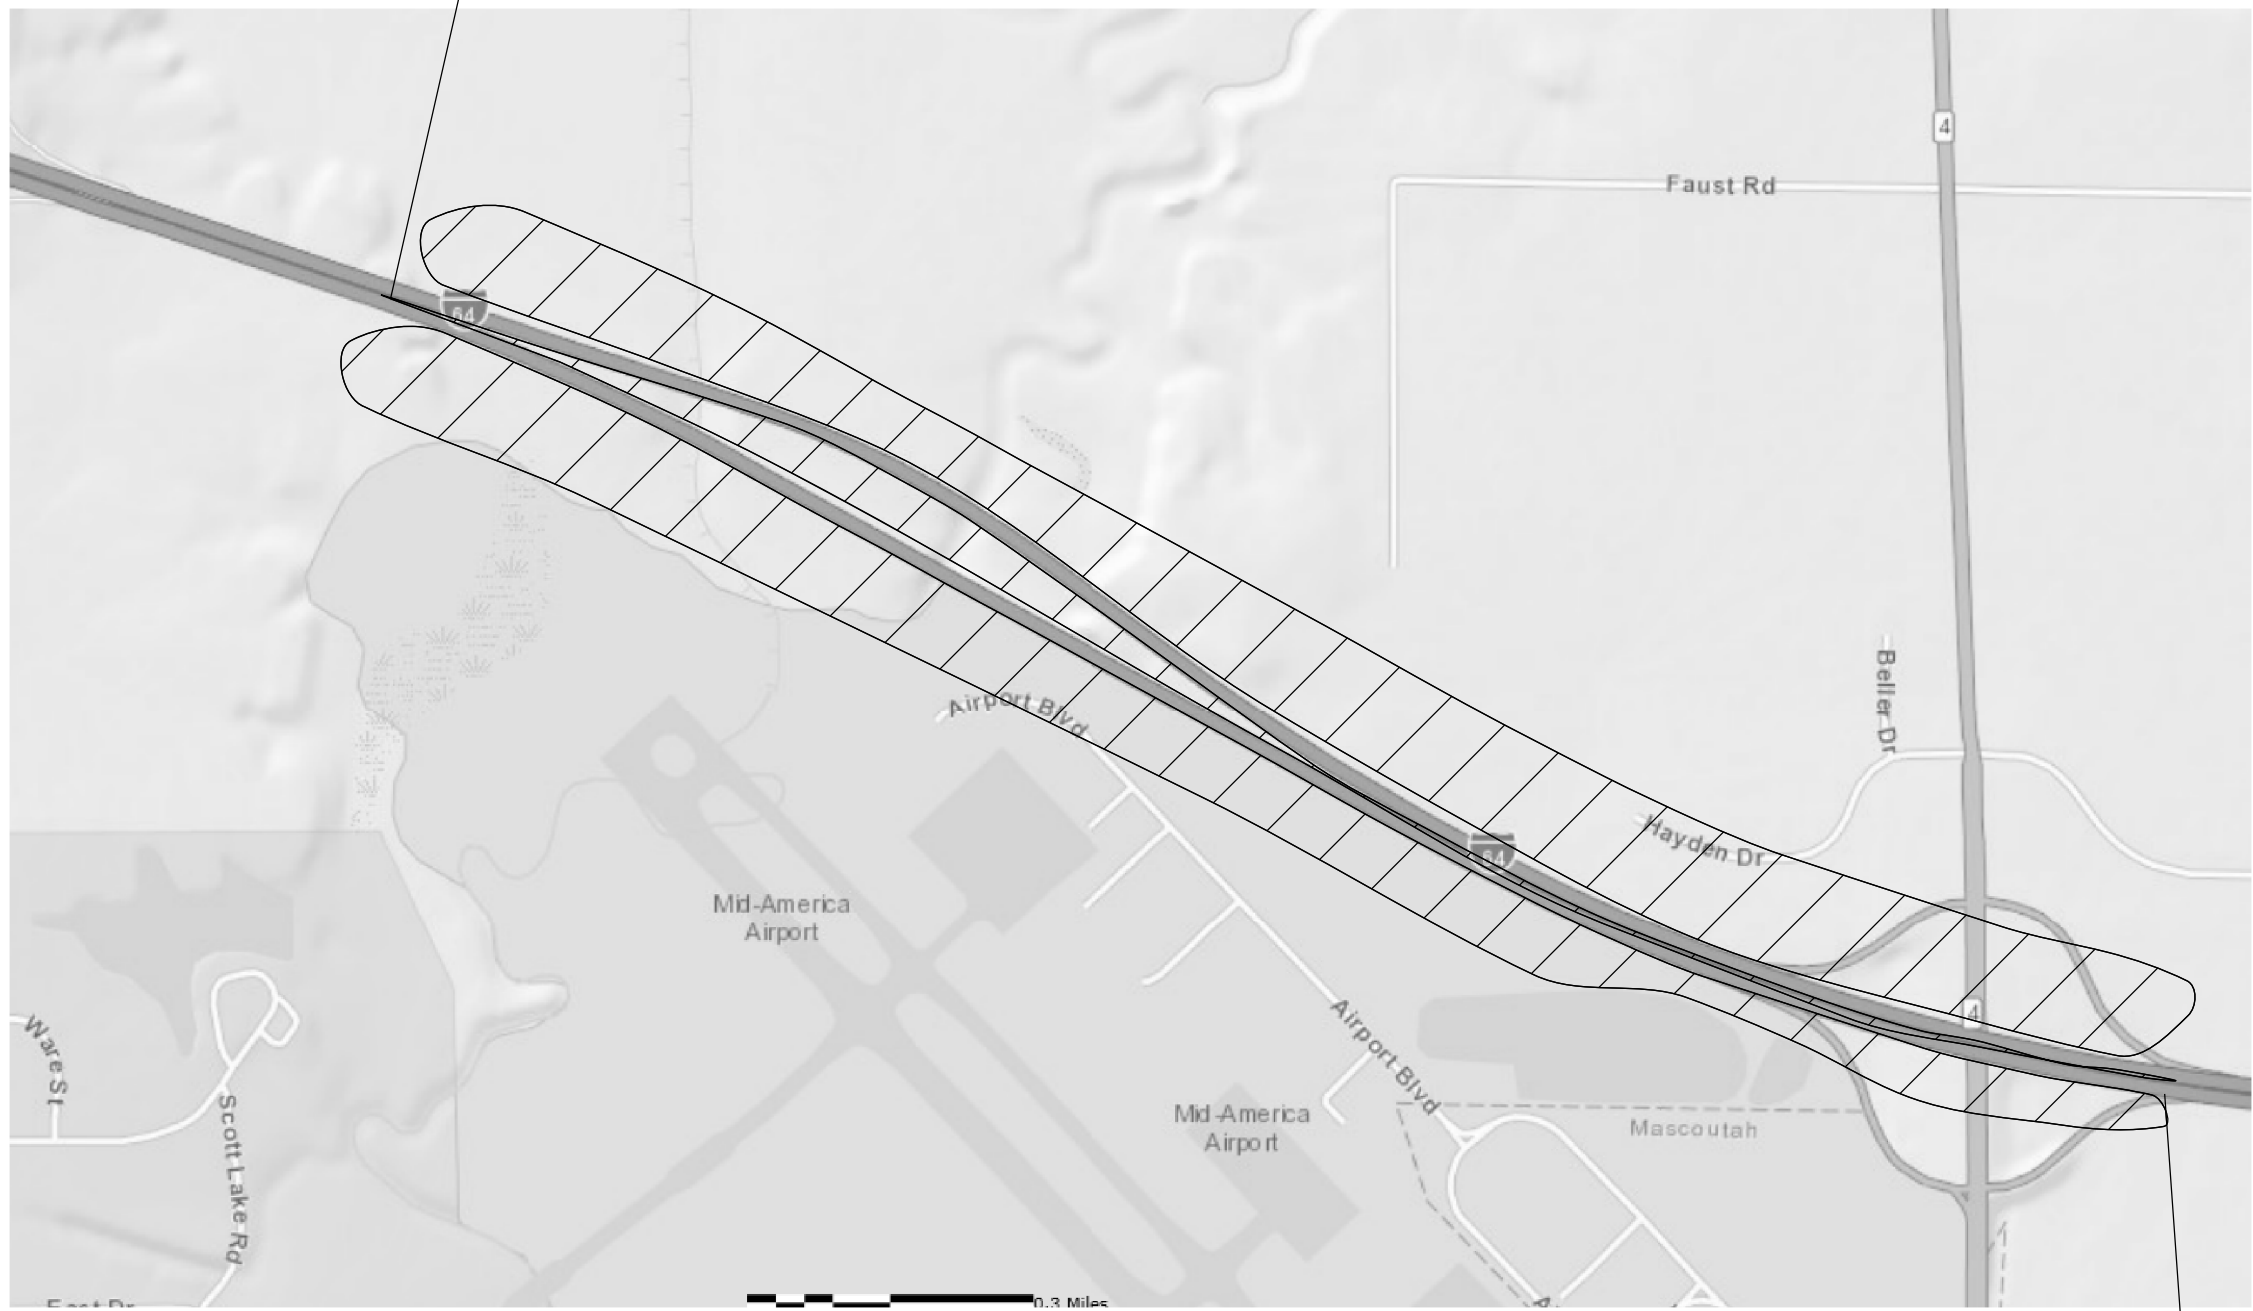 4
Faust Rd
64
Beller Dr
Airport Blvd
Hayden Dr
64
Mid-America
Airport
4
Ware St
Scott Lake Rd
Airport Blvd
Mid-America
Airport
Mascoutah
0.3 Miles